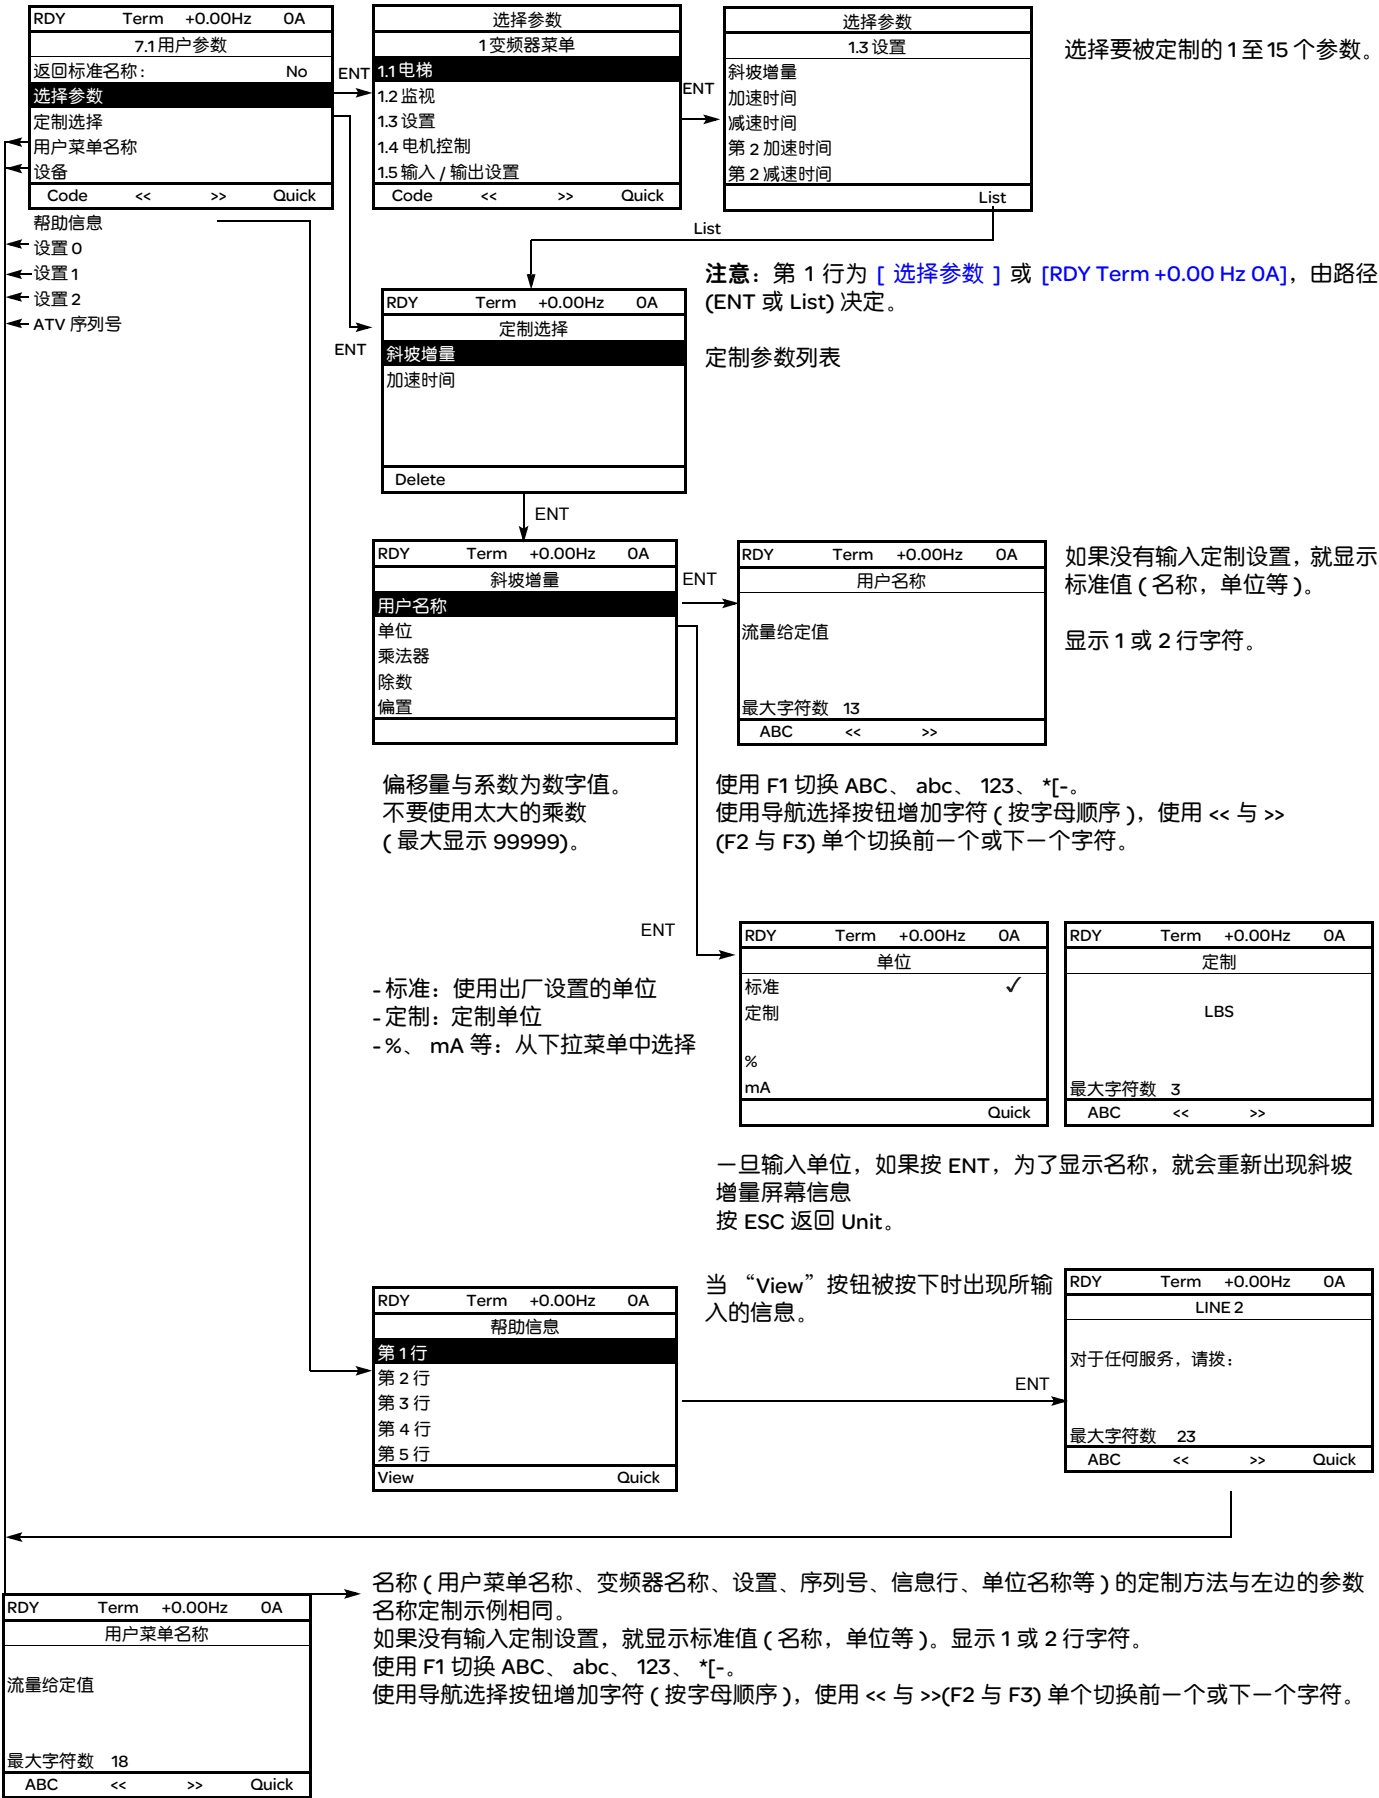 RDY Term +0.00Hz 0A
7.1 用户参数
返回标准名称： No
选择参数
定制选择
用户菜单名称
设备
Code << >> Quick
帮助信息
设置 0
设置 1
设置 2
ATV 序列号
ENT
ENT
选择参数
1 变频器菜单
1.1 电梯
1.2 监视
1.3 设置
1.4 电机控制
1.5 输入 / 输出设置
Code << >> Quick
ENT
选择参数
1.3 设置
斜坡增量
加速时间
减速时间
第 2 加速时间
第 2 减速时间
List
选择要被定制的 1 至 15 个参数。
List
注意：第 1 行为 [ 选择参数 ] 或 [RDY Term +0.00 Hz 0A]，由路径
(ENT 或 List) 决定。
定制参数列表
RDY Term +0.00Hz 0A
定制选择
斜坡增量
加速时间
Delete
ENT
RDY Term +0.00Hz 0A
斜坡增量
用户名称
单位
乘法器
除数
偏置
ENT
RDY Term +0.00Hz 0A
用户名称
流量给定值
最大字符数 13
ABC << >>
如果没有输入定制设置，就显示
标准值 ( 名称，单位等 )。
显示 1 或 2 行字符。
偏移量与系数为数字值。
不要使用太大的乘数
( 最大显示 99999)。
使用 F1 切换 ABC、 abc、 123、 *[-。
使用导航选择按钮增加字符 ( 按字母顺序 )，使用 << 与 >>
(F2 与 F3) 单个切换前一个或下一个字符。
ENT
- 标准：使用出厂设置的单位
- 定制：定制单位
- %、 mA 等：从下拉菜单中选择
RDY Term +0.00Hz 0A
单位
标准 ✓
定制
%
mA
Quick
RDY Term +0.00Hz 0A
定制
LBS
最大字符数 3
ABC << >>
一旦输入单位，如果按 ENT，为了显示名称，就会重新出现斜坡
增量屏幕信息
按 ESC 返回 Unit。
RDY Term +0.00Hz 0A
帮助信息
第 1 行
第 2 行
第 3 行
第 4 行
第 5 行
View Quick
当 “View”按钮被按下时出现所输
入的信息。
ENT
RDY Term +0.00Hz 0A
LINE 2
对于任何服务，请拨：
最大字符数 23
ABC << >> Quick
RDY Term +0.00Hz 0A
用户菜单名称
流量给定值
最大字符数 18
ABC << >> Quick
名称 ( 用户菜单名称、变频器名称、设置、序列号、信息行、单位名称等 ) 的定制方法与左边的参数
名称定制示例相同。
如果没有输入定制设置，就显示标准值 ( 名称，单位等 )。显示 1 或 2 行字符。
使用 F1 切换 ABC、 abc、 123、 *[-。
使用导航选择按钮增加字符 ( 按字母顺序 )，使用 << 与 >>(F2 与 F3) 单个切换前一个或下一个字符。